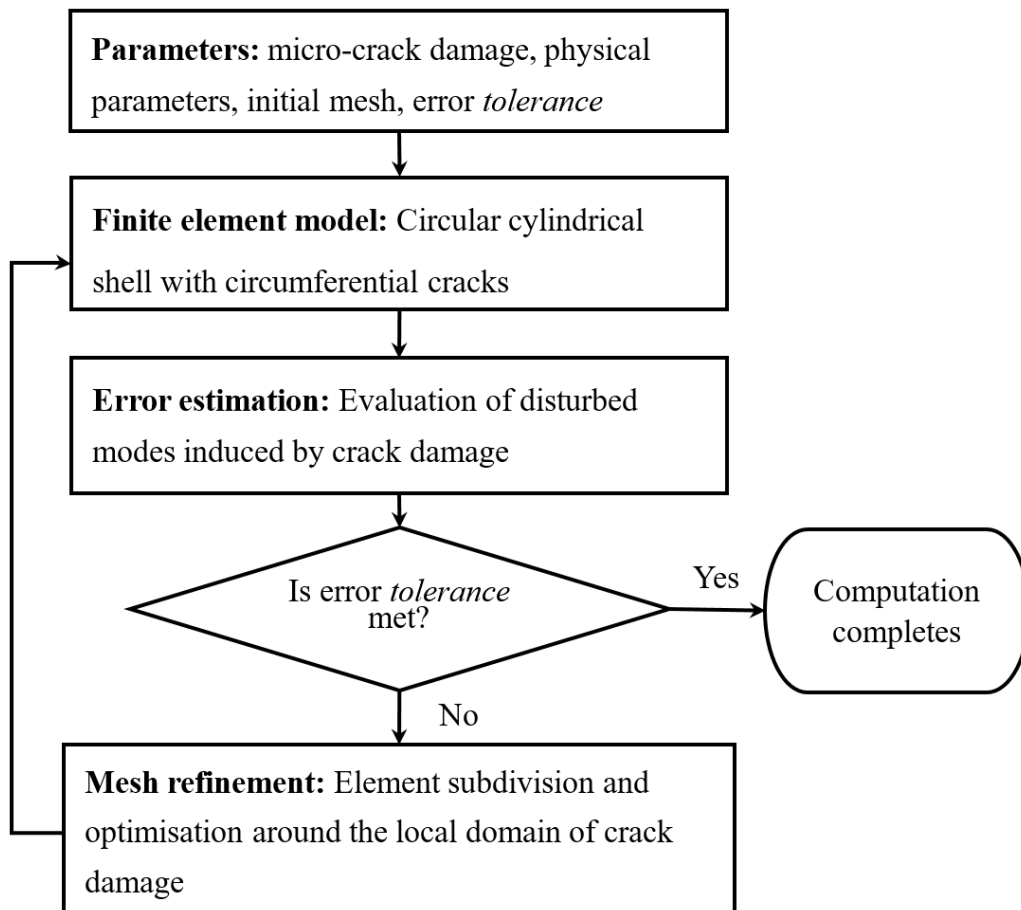 Parameters: micro-crack damage, physical
parameters, initial mesh, error tolerance
Finite element model: Circular cylindrical
shell with circumferential cracks
Error estimation: Evaluation of disturbed
modes induced by crack damage
Is error tolerance
met?
Yes
Computation
completes
No
Mesh refinement: Element subdivision and
optimisation around the local domain of crack
damage